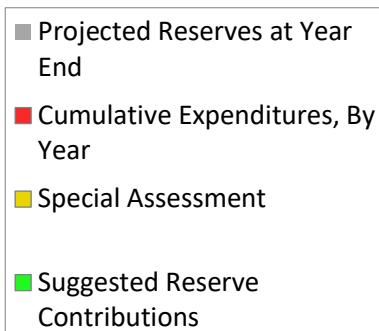 Projected Reserves at Year
End
Cumulative Expenditures, By
Year
Special Assessment
Suggested Reserve
Contributions